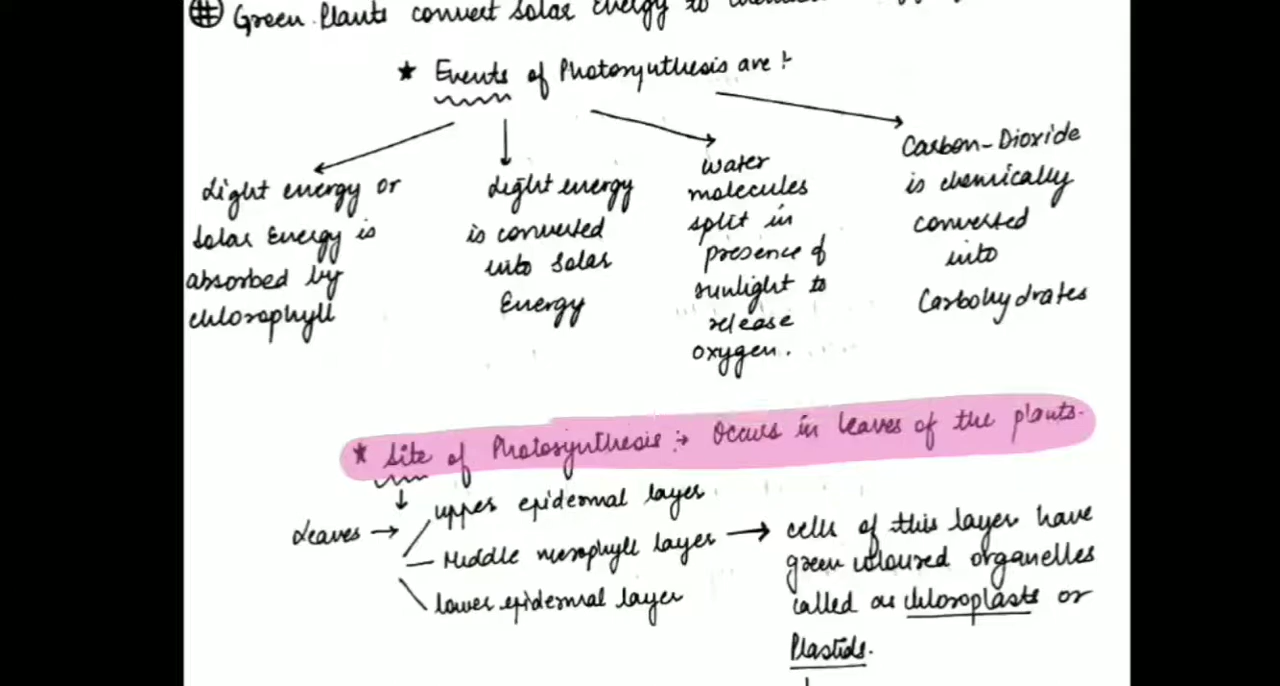 Green Plants convert Solar Energy to
★ Events of Photosynthesis are :-
Light energy or
Solar Energy is
absorbed by
chlorophyll
Light energy
is converted
into Solar
Energy
Water
molecules
split in
presence of
sunlight to
release
oxygen.
Carbon-Dioxide
is chemically
converted
into
Carbohydrates
★ Site of Photosynthesis :→ Occurs in leaves of the plants.
Leaves → upper epidermal layer
Middle mesophyll layer → cells of this layer have
green coloured organelles
called as chloroplasts or
Plastids.
lower epidermal layer